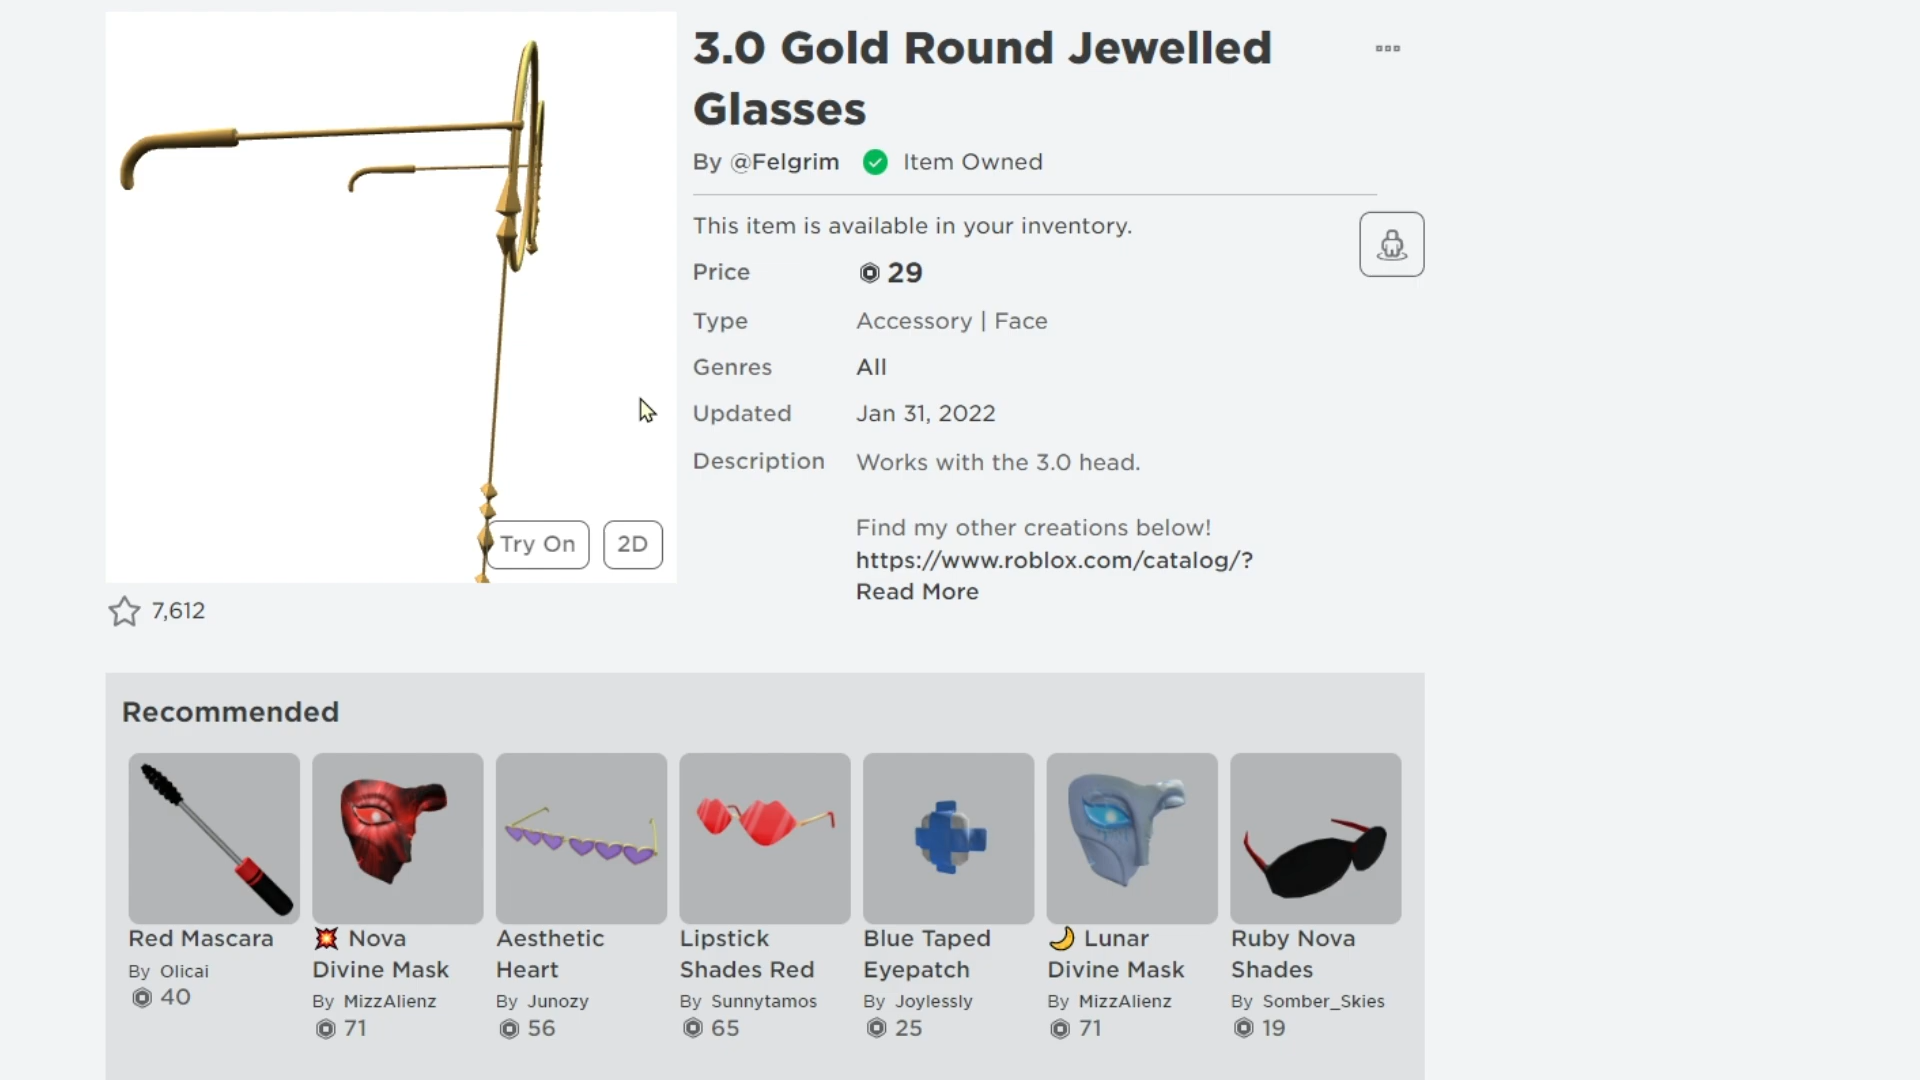 3.0 Gold Round Jewelled
Glasses
By @Felgrim Item Owned
This item is available in your inventory.
Price 29
Type Accessory | Face
Genres All
Updated Jan 31, 2022
Description Works with the 3.0 head.
Find my other creations below!
https://www.roblox.com/catalog/?
Read More
Try On 2D
7,612
Recommended
Red Mascara
By Olicai
40
💥 Nova
Divine Mask
By MizzAlienz
71
Aesthetic
Heart
By Junozy
56
Lipstick
Shades Red
By Sunnytamos
65
Blue Taped
Eyepatch
By Joylessly
25
🌙 Lunar
Divine Mask
By MizzAlienz
71
Ruby Nova
Shades
By Somber_Skies
19